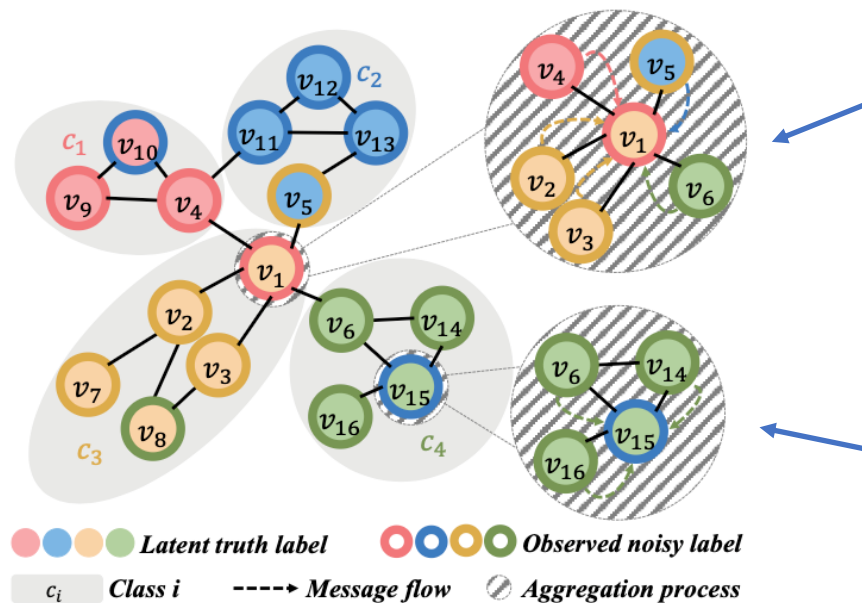 v4
v5
v1
v2
v6
v3
c1
c2
v12
v10
v11
v13
v9
v4
v5
v1
v2
v6
v14
v3
v7
v15
v8
v16
c3
c4
v6
v14
v15
v16
Latent truth label
Observed noisy label
ci Class i
Message flow
Aggregation process